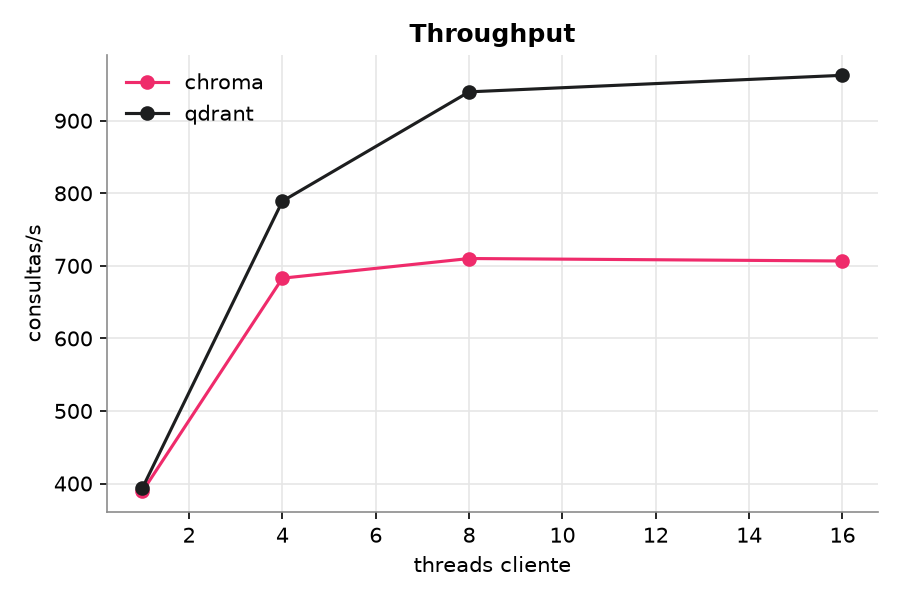 Throughput
chroma
qdrant
900
800
700
600
500
400
consultas/s
2 4 6 8 10 12 14 16
threads cliente